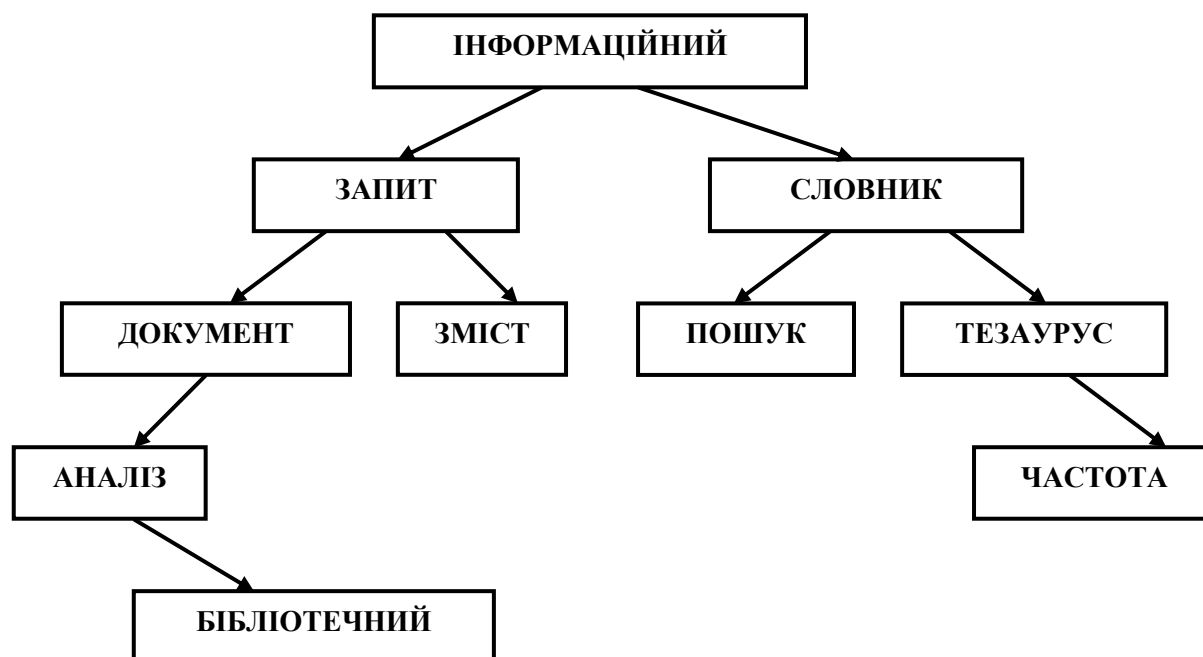 ІНФОРМАЦІЙНИЙ
ЗАПИТ
СЛОВНИК
ДОКУМЕНТ
ЗМІСТ
ПОШУК
ТЕЗАУРУС
АНАЛІЗ
ЧАСТОТА
БІБЛІОТЕЧНИЙ